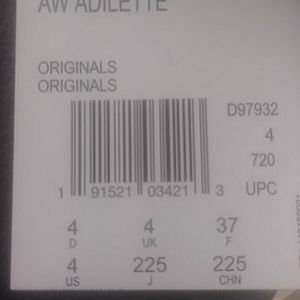 AW ADILETTE
ORIGINALS
ORIGINALS
D97932
4
720
1 91521 03421 3 UPC
4 4 37
D UK F
4 225 225
US J CHN